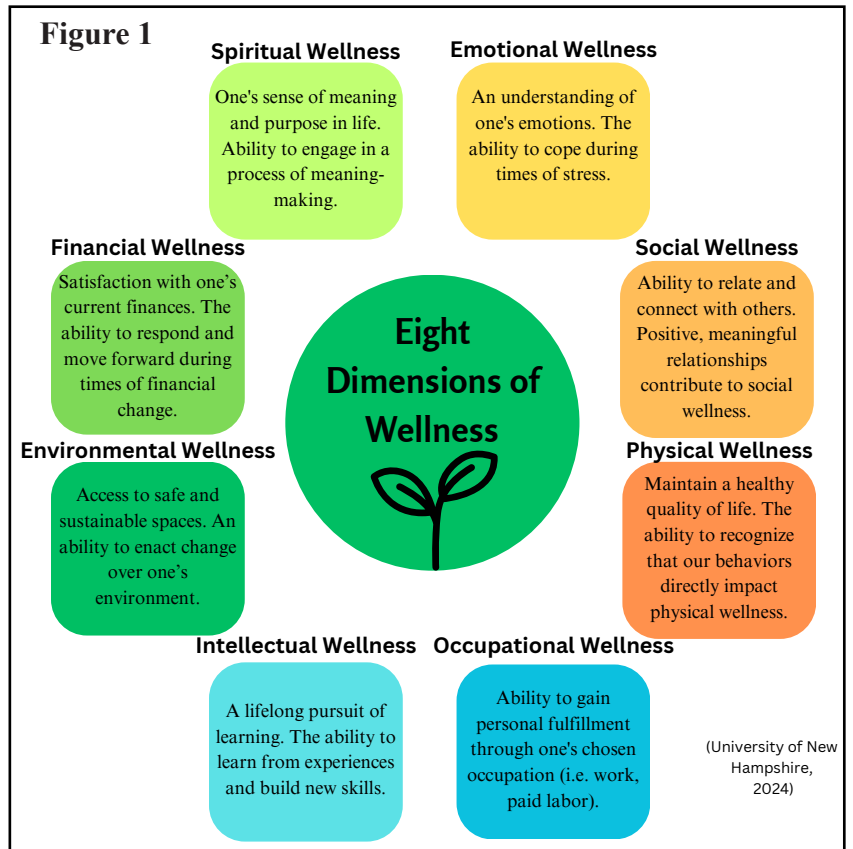 Figure 1
Spiritual Wellness
One's sense of meaning
and purpose in life.
Ability to engage in a
process of meaning-
making.
Emotional Wellness
An understanding of
one's emotions. The
ability to cope during
times of stress.
Financial Wellness
Satisfaction with one’s
current finances. The
ability to respond and
move forward during
times of financial
change.
Eight
Dimensions of
Wellness
Social Wellness
Ability to relate and
connect with others.
Positive, meaningful
relationships
contribute to social
wellness.
Environmental Wellness
Access to safe and
sustainable spaces. An
ability to enact change
over one’s
environment.
Physical Wellness
Maintain a healthy
quality of life. The
ability to recognize
that our behaviors
directly impact
physical wellness.
Intellectual Wellness
A lifelong pursuit of
learning. The ability to
learn from experiences
and build new skills.
Occupational Wellness
Ability to gain
personal fulfillment
through one's chosen
occupation (i.e. work,
paid labor).
(University of New
Hampshire,
2024)